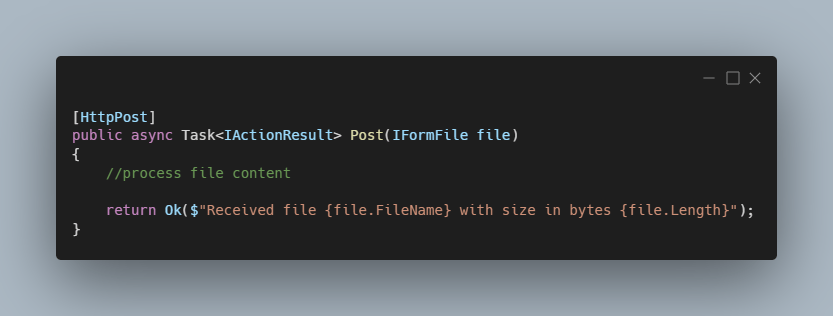 [HttpPost]
public async Task<IActionResult> Post(IFormFile file)
{
    //process file content
    return Ok($"Received file {file.FileName} with size in bytes {file.Length}");
}